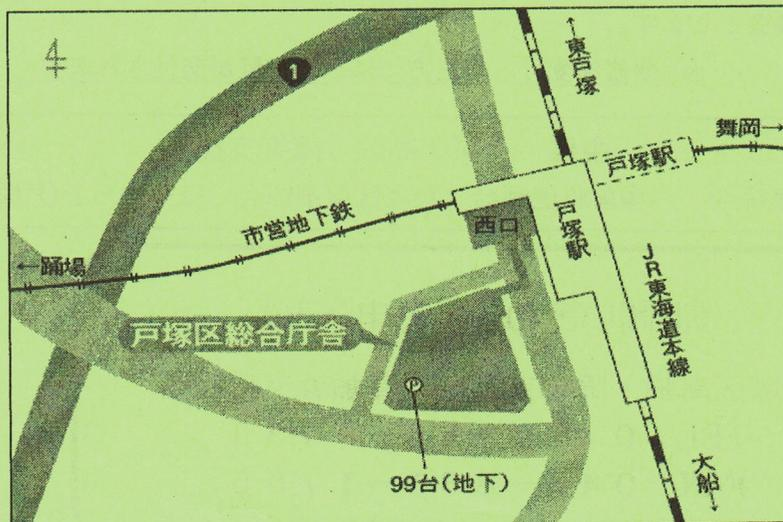 4
1
↑東戸塚
舞岡→
戸塚駅
戸塚駅
西口
市営地下鉄
←踊場
JR東海道本線
戸塚区総合庁舎
P
99台(地下)
大船↓